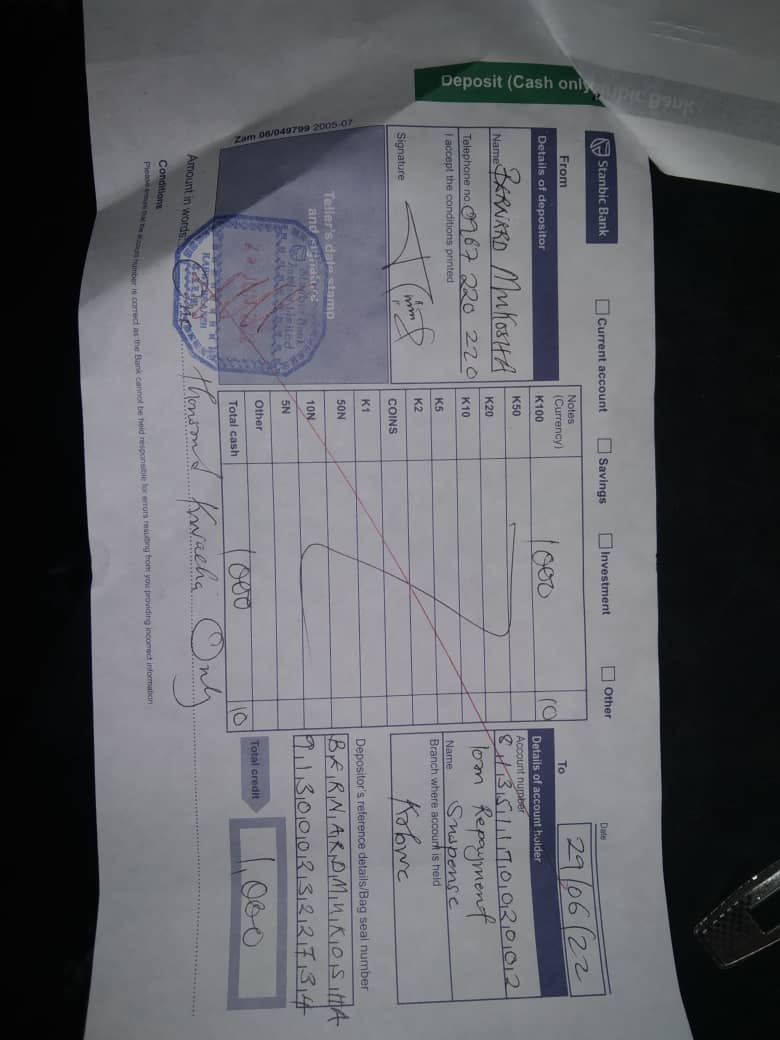 Stanbic Bank
Deposit (Cash only)
Current account
Savings
Investment
Other
Date
29/06/22
From
Details of depositor
Name BERNARD MUKOSHA
Telephone no. 0967 220 220
I accept the conditions printed
Signature
Zam 06/049799 2005-07
Teller's date stamp
and signature
Notes
(Currency)
K100 1000 10
K50
K20
K10
K5
K2
COINS
K1
50N
10N
5N
Other
Total cash 1000 10
To
Details of account holder
Account number
Loan Repayment
Name Suspense
Branch where account is held
Kabwe
Depositor's reference details/Bag seal number
BERNARDMUKOSHA
9130002322734
Total credit 1,000
Amount in words: One thousand Kwacha Only
Conditions
Please ensure that the account number is correct as the Bank cannot be held responsible for errors resulting from you providing incorrect information